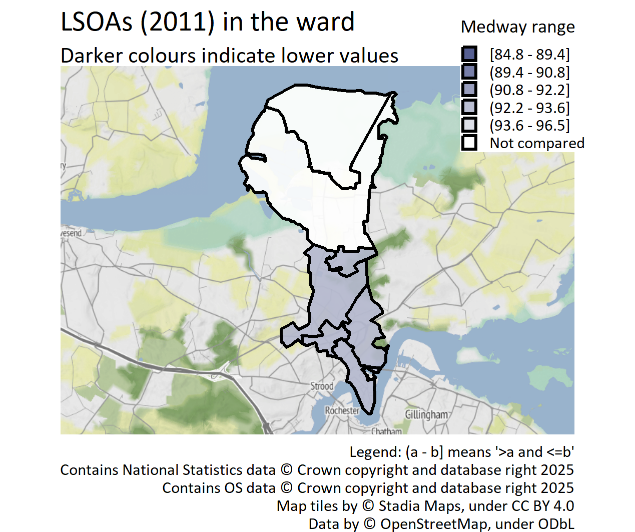 LSOAs (2011) in the ward
Darker colours indicate lower values
Medway range
[84.8 - 89.4]
(89.4 - 90.8]
(90.8 - 92.2]
(92.2 - 93.6]
(93.6 - 96.5]
Not compared
ry
esend
Strood
Rochester
Gillingham
Chatham
Legend: (a - b] means '>a and <=b'
Contains National Statistics data © Crown copyright and database right 2025
Contains OS data © Crown copyright and database right 2025
Map tiles by © Stadia Maps, under CC BY 4.0
Data by © OpenStreetMap, under ODbL